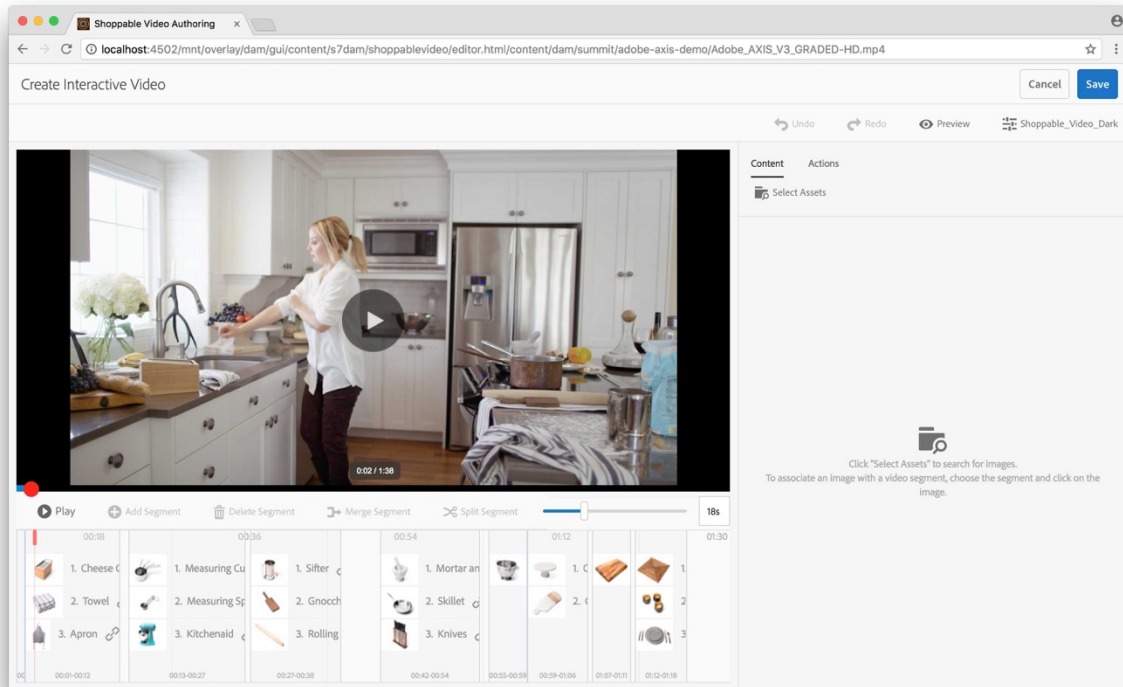 Shoppable Video Authoring
localhost:4502/mnt/overlay/dam/gui/content/s7dam/shoppablevideo/editor.html/content/dam/summit/adobe-axis-demo/Adobe_AXIS_V3_GRADED-HD.mp4
Create Interactive Video
Cancel
Save
Undo
Redo
Preview
Shoppable_Video_Dark
Content
Actions
Select Assets
0:02 / 1:38
Click "Select Assets" to search for images.
To associate an image with a video segment, choose the segment and click on the
image.
Play
Add Segment
Delete Segment
Merge Segment
Split Segment
18s
00:18
00:36
00:54
01:12
01:30
1. Cheese
1. Measuring Cu
1. Sifter
1. Mortar an
1.
1.
2. Towel
2. Measuring Sp
2. Gnocch
2. Skillet
2.
2
3. Apron
3. Kitchenaid
3. Rolling
3. Knives
3
00:01-00:12
00:13-00:27
00:27-00:38
00:42-00:54
00:55-00:59
00:59-01:06
01:07-01:11
01:12-01:18